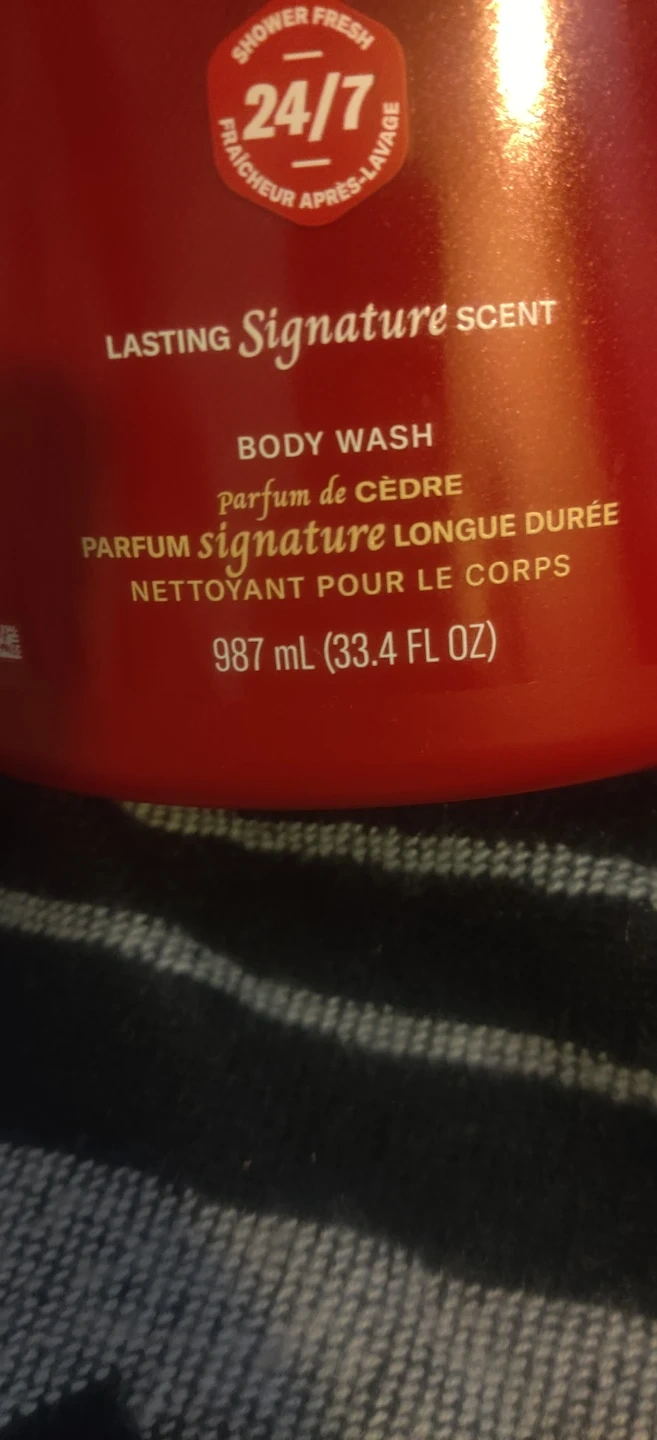 SHOWER FRESH
24/7
FRAÎCHEUR APRÈS-LAVAGE
LASTING Signature SCENT
BODY WASH
Parfum de CÈDRE
PARFUM signature LONGUE DURÉE
NETTOYANT POUR LE CORPS
987 mL (33.4 FL OZ)